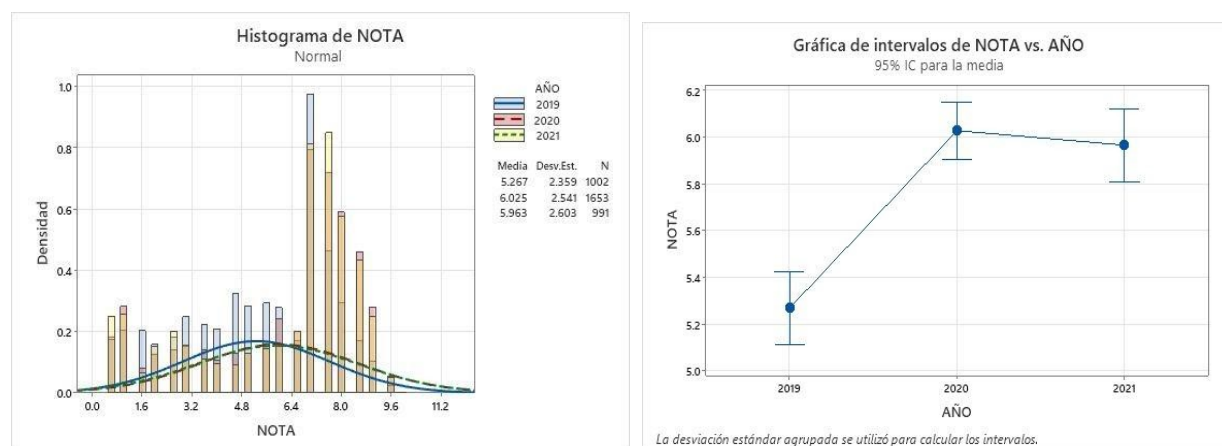 Histograma de NOTA
Normal
1.0
0.8
0.6
0.4
0.2
0.0
Densidad
0.0 1.6 3.2 4.8 6.4 8.0 9.6 11.2
NOTA
AÑO
2019
2020
2021
Media Desv.Est. N
5.267 2.359 1002
6.025 2.541 1653
5.963 2.603 991
Gráfica de intervalos de NOTA vs. AÑO
95% IC para la media
6.2
6.0
5.8
5.6
5.4
5.2
5.0
NOTA
2019 2020 2021
AÑO
La desviación estándar agrupada se utilizó para calcular los intervalos.